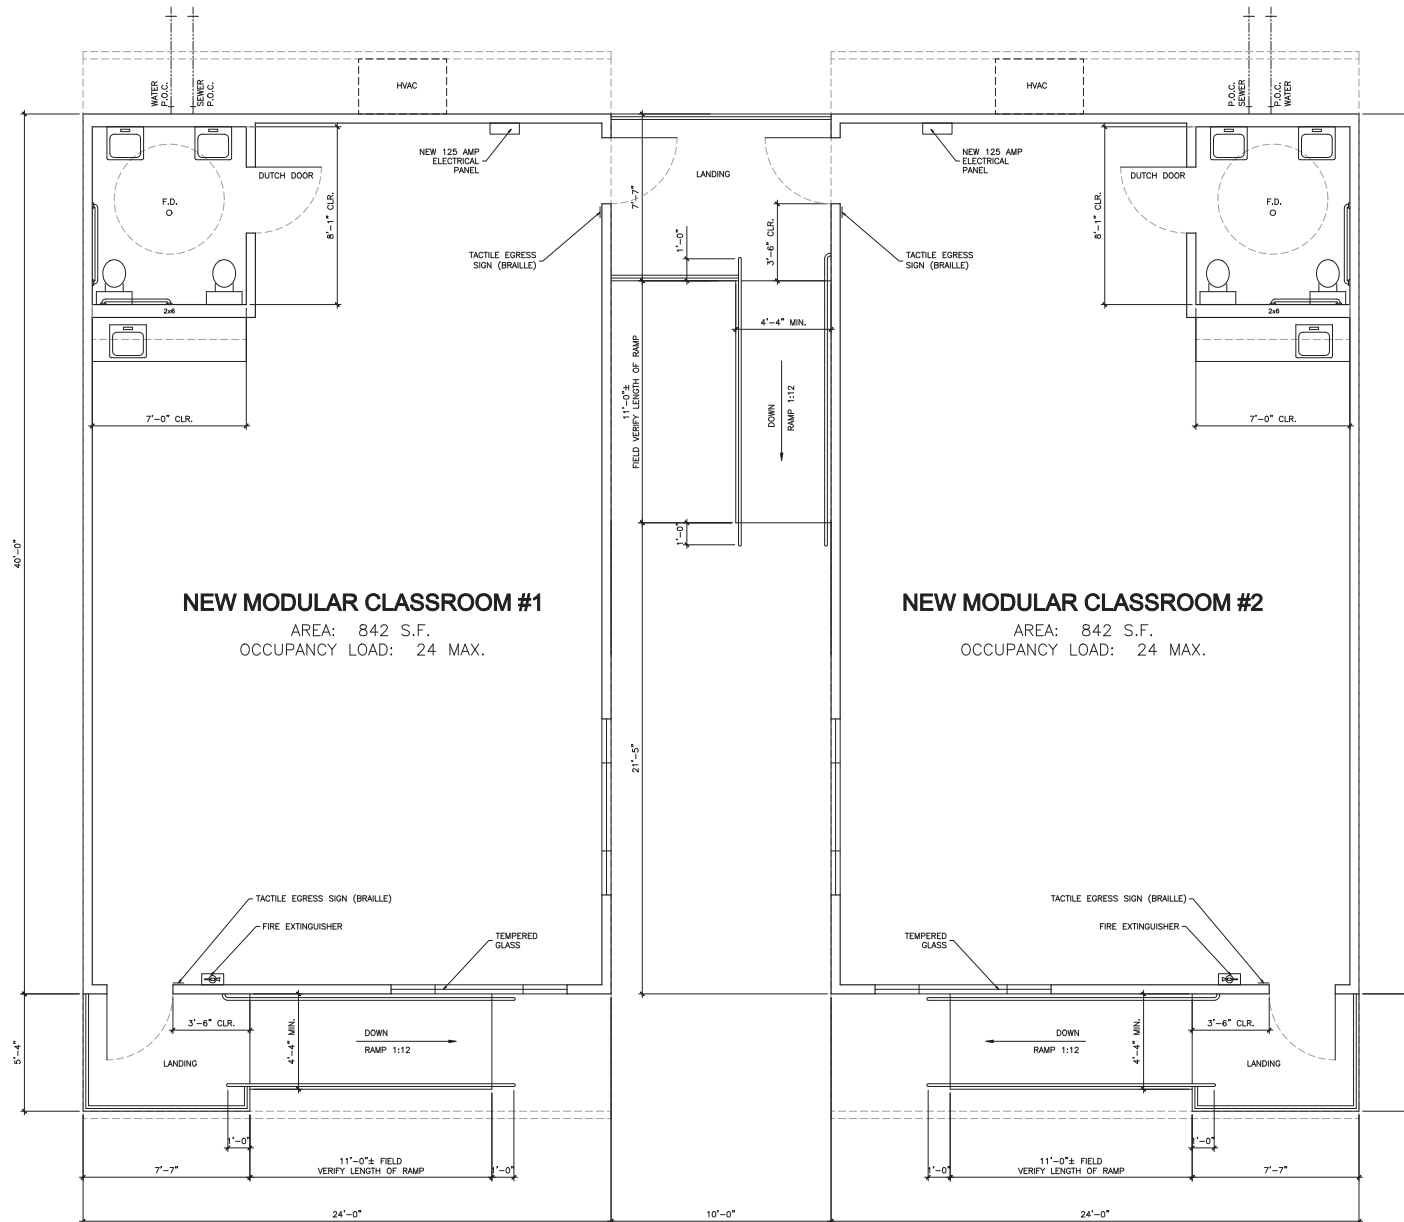 WATER
P.O.C.
SEWER
P.O.C.
HVAC
HVAC
P.O.C.
SEWER
P.O.C.
WATER
NEW 125 AMP
ELECTRICAL
PANEL
DUTCH DOOR
F.D.
8'-1" CLR.
LANDING
7'-7"
NEW 125 AMP
ELECTRICAL
PANEL
DUTCH DOOR
F.D.
8'-1" CLR.
TACTILE EGRESS
SIGN (BRAILLE)
1'-0"
3'-6" CLR.
TACTILE EGRESS
SIGN (BRAILLE)
2x6
2x6
4'-4" MIN.
11'-0"±
FIELD VERIFY LENGTH OF RAMP
DOWN
RAMP 1:12
7'-0" CLR.
7'-0" CLR.
1'-0"
40'-0"
NEW MODULAR CLASSROOM #1
AREA: 842 S.F.
OCCUPANCY LOAD: 24 MAX.
NEW MODULAR CLASSROOM #2
AREA: 842 S.F.
OCCUPANCY LOAD: 24 MAX.
21'-5"
TACTILE EGRESS SIGN (BRAILLE)
FIRE EXTINGUISHER
TEMPERED
GLASS
TACTILE EGRESS SIGN (BRAILLE)
FIRE EXTINGUISHER
TEMPERED
GLASS
5'-4"
3'-6" CLR.
LANDING
4'-4" MIN.
DOWN
RAMP 1:12
DOWN
RAMP 1:12
4'-4" MIN.
3'-6" CLR.
LANDING
1'-0"
7'-7"
11'-0"± FIELD
VERIFY LENGTH OF RAMP
1'-0"
1'-0"
11'-0"± FIELD
VERIFY LENGTH OF RAMP
1'-0"
7'-7"
24'-0"
10'-0"
24'-0"